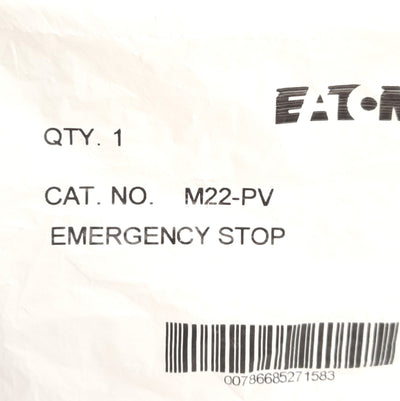 EATON
QTY. 1
CAT. NO. M22-PV
EMERGENCY STOP
00786685271583